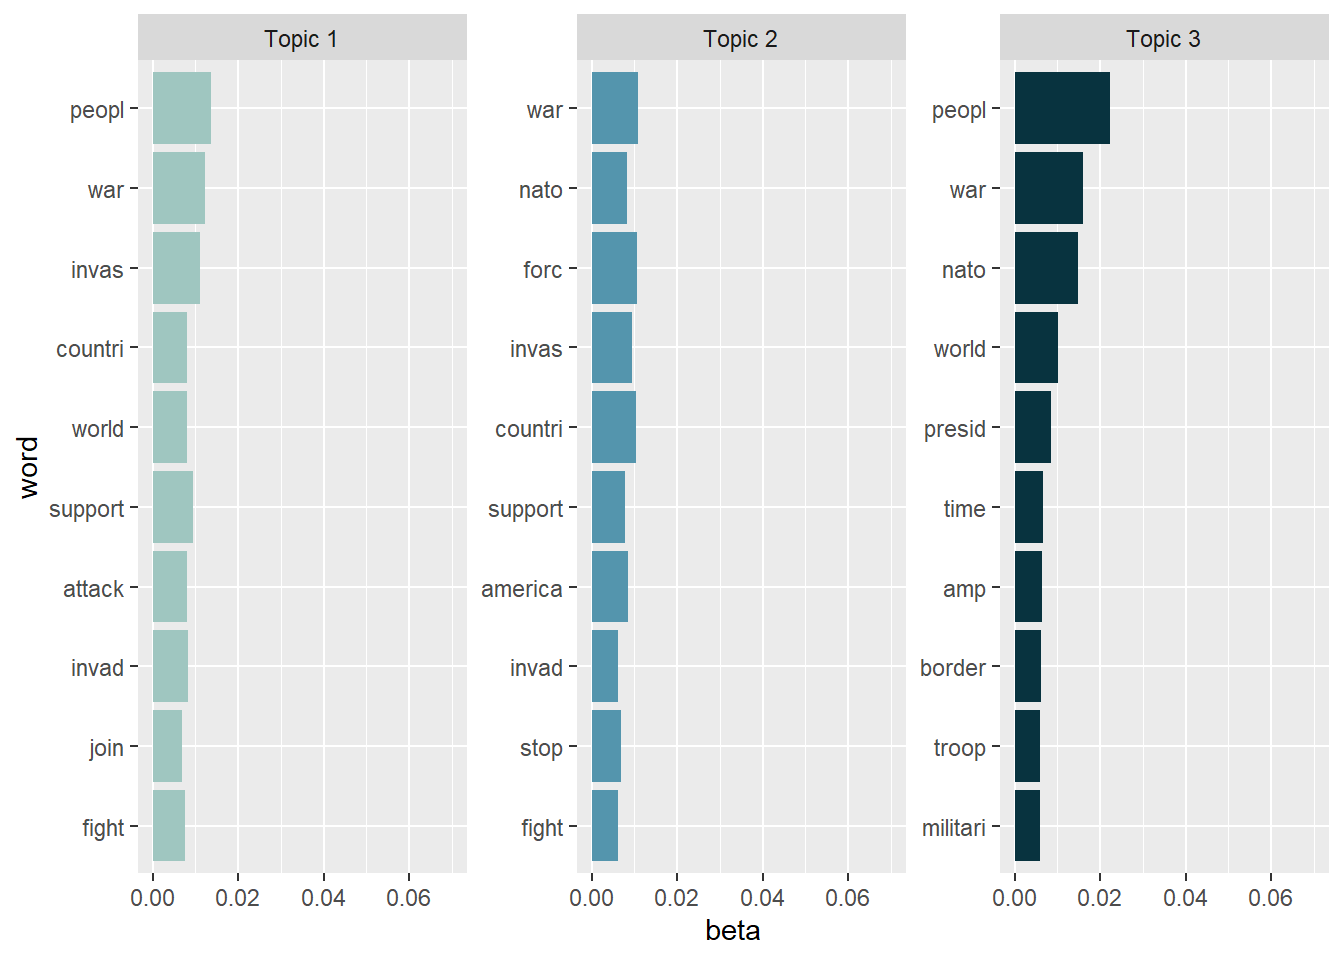 Topic 1
Topic 2
Topic 3
word
peopl
war
invas
countri
world
support
attack
invad
join
fight
war
nato
forc
invas
countri
support
america
invad
stop
fight
peopl
war
nato
world
presid
time
amp
border
troop
militari
0.00 0.02 0.04 0.06
0.00 0.02 0.04 0.06
0.00 0.02 0.04 0.06
beta